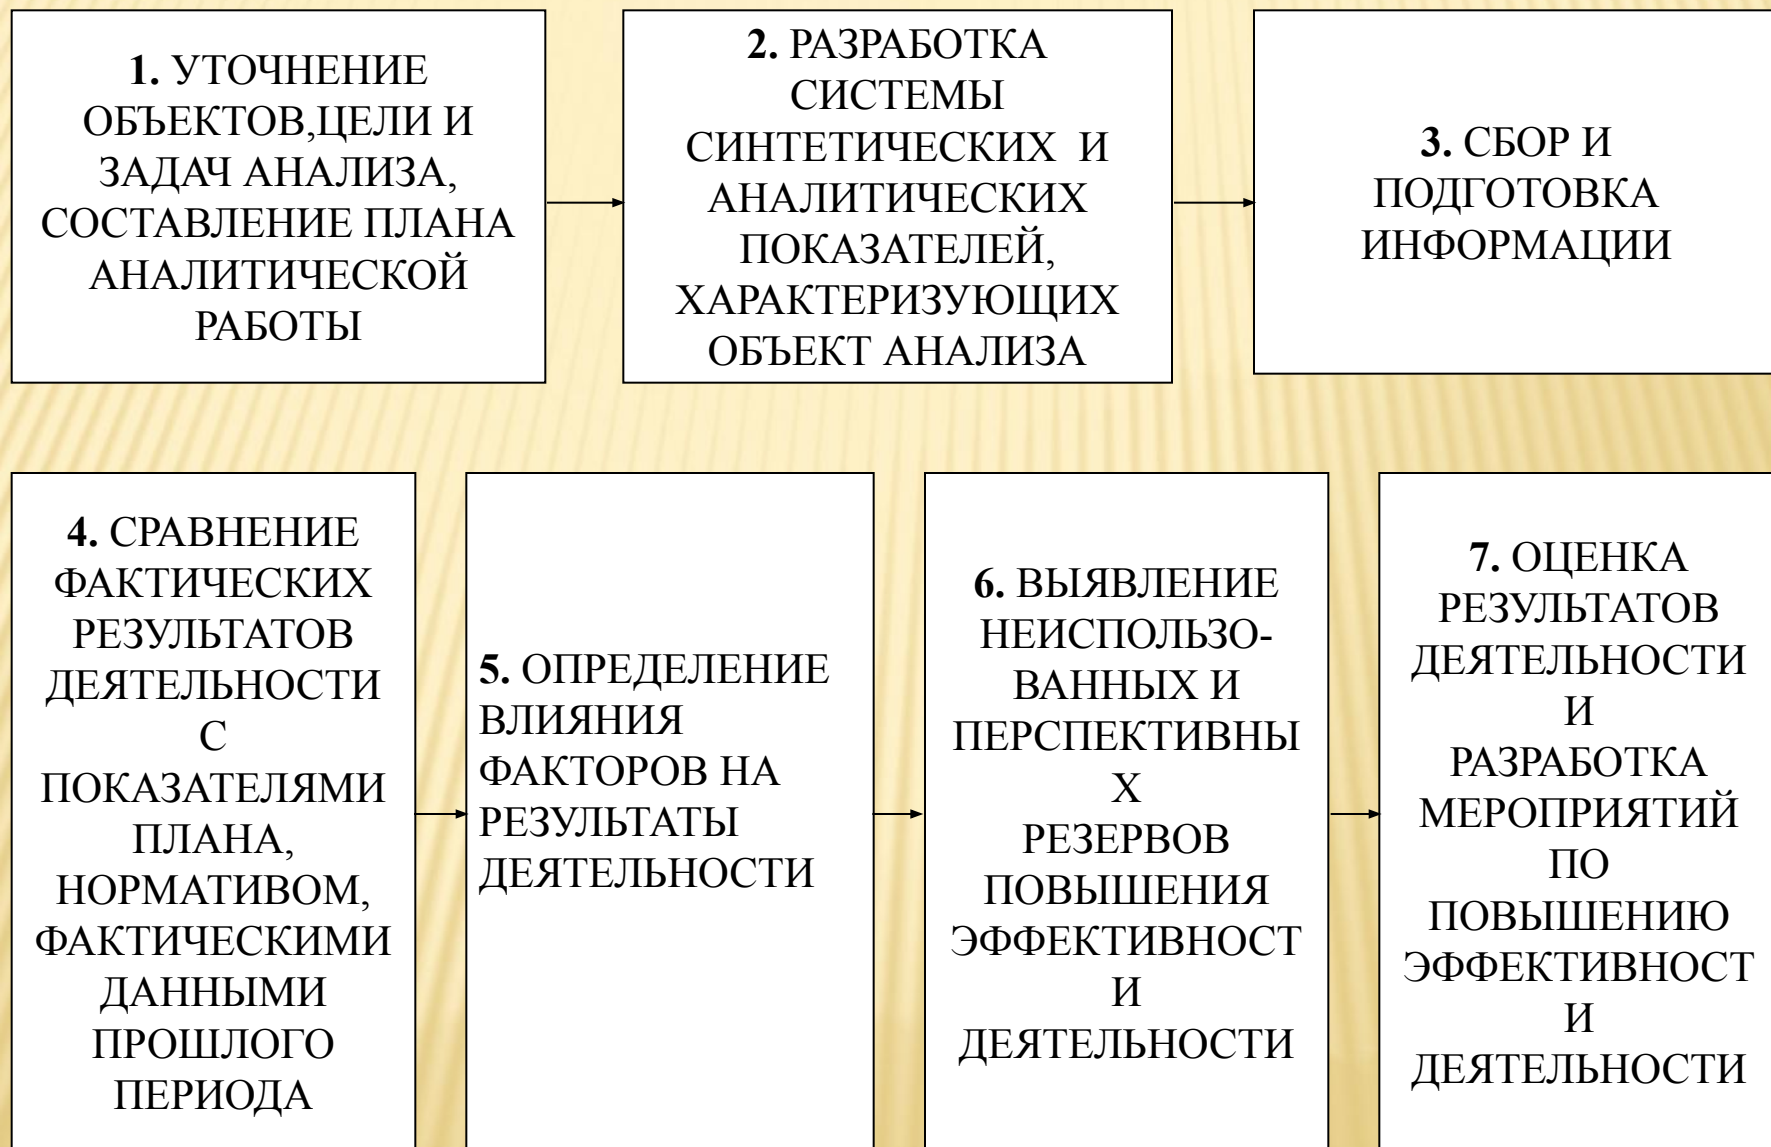 1. УТОЧНЕНИЕ
ОБЪЕКТОВ,ЦЕЛИ И
ЗАДАЧ АНАЛИЗА,
СОСТАВЛЕНИЕ ПЛАНА
АНАЛИТИЧЕСКОЙ
РАБОТЫ
2. РАЗРАБОТКА
СИСТЕМЫ
СИНТЕТИЧЕСКИХ И
АНАЛИТИЧЕСКИХ
ПОКАЗАТЕЛЕЙ,
ХАРАКТЕРИЗУЮЩИХ
ОБЪЕКТ АНАЛИЗА
3. СБОР И
ПОДГОТОВКА
ИНФОРМАЦИИ
4. СРАВНЕНИЕ
ФАКТИЧЕСКИХ
РЕЗУЛЬТАТОВ
ДЕЯТЕЛЬНОСТИ
С
ПОКАЗАТЕЛЯМИ
ПЛАНА,
НОРМАТИВОМ,
ФАКТИЧЕСКИМИ
ДАННЫМИ
ПРОШЛОГО
ПЕРИОДА
5. ОПРЕДЕЛЕНИЕ
ВЛИЯНИЯ
ФАКТОРОВ НА
РЕЗУЛЬТАТЫ
ДЕЯТЕЛЬНОСТИ
6. ВЫЯВЛЕНИЕ
НЕИСПОЛЬЗО-
ВАННЫХ И
ПЕРСПЕКТИВНЫ
Х
РЕЗЕРВОВ
ПОВЫШЕНИЯ
ЭФФЕКТИВНОСТ
И
ДЕЯТЕЛЬНОСТИ
7. ОЦЕНКА
РЕЗУЛЬТАТОВ
ДЕЯТЕЛЬНОСТИ
И
РАЗРАБОТКА
МЕРОПРИЯТИЙ
ПО
ПОВЫШЕНИЮ
ЭФФЕКТИВНОСТ
И
ДЕЯТЕЛЬНОСТИ